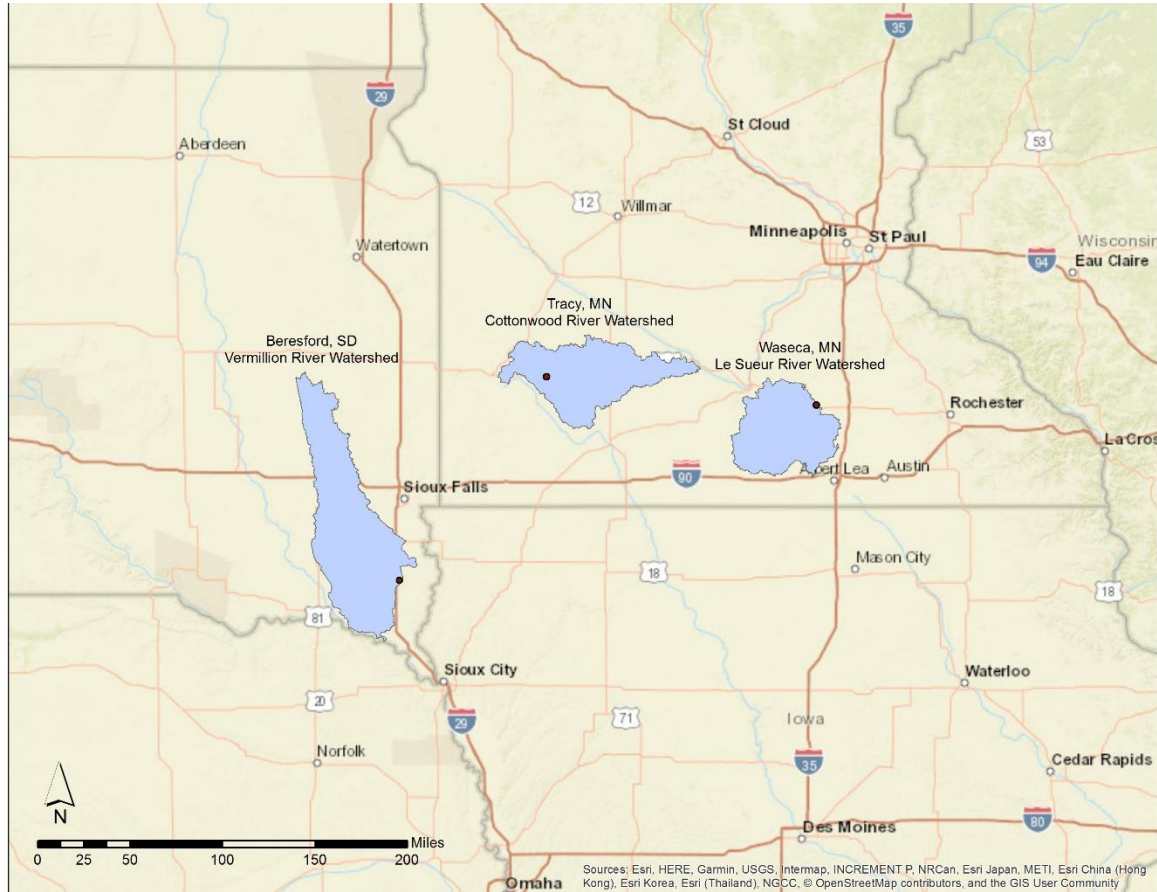 35
29
St Cloud
53
Aberdeen
12
Willmar
Minneapolis
St Paul
Wisconsin
94
Eau Claire
Watertown
Tracy, MN
Cottonwood River Watershed
Beresford, SD
Vermillion River Watershed
Waseca, MN
Le Sueur River Watershed
Rochester
La Cros
90
Albert Lea
Austin
Sioux Falls
Mason City
18
18
81
Sioux City
Waterloo
20
29
71
Iowa
Norfolk
35
Cedar Rapids
N
80
Des Moines
Miles
0 25 50 100 150 200
Omaha
Sources: Esri, HERE, Garmin, USGS, Intermap, INCREMENT P, NRCan, Esri Japan, METI, Esri China (Hong
Kong), Esri Korea, Esri (Thailand), NGCC, © OpenStreetMap contributors, and the GIS User Community